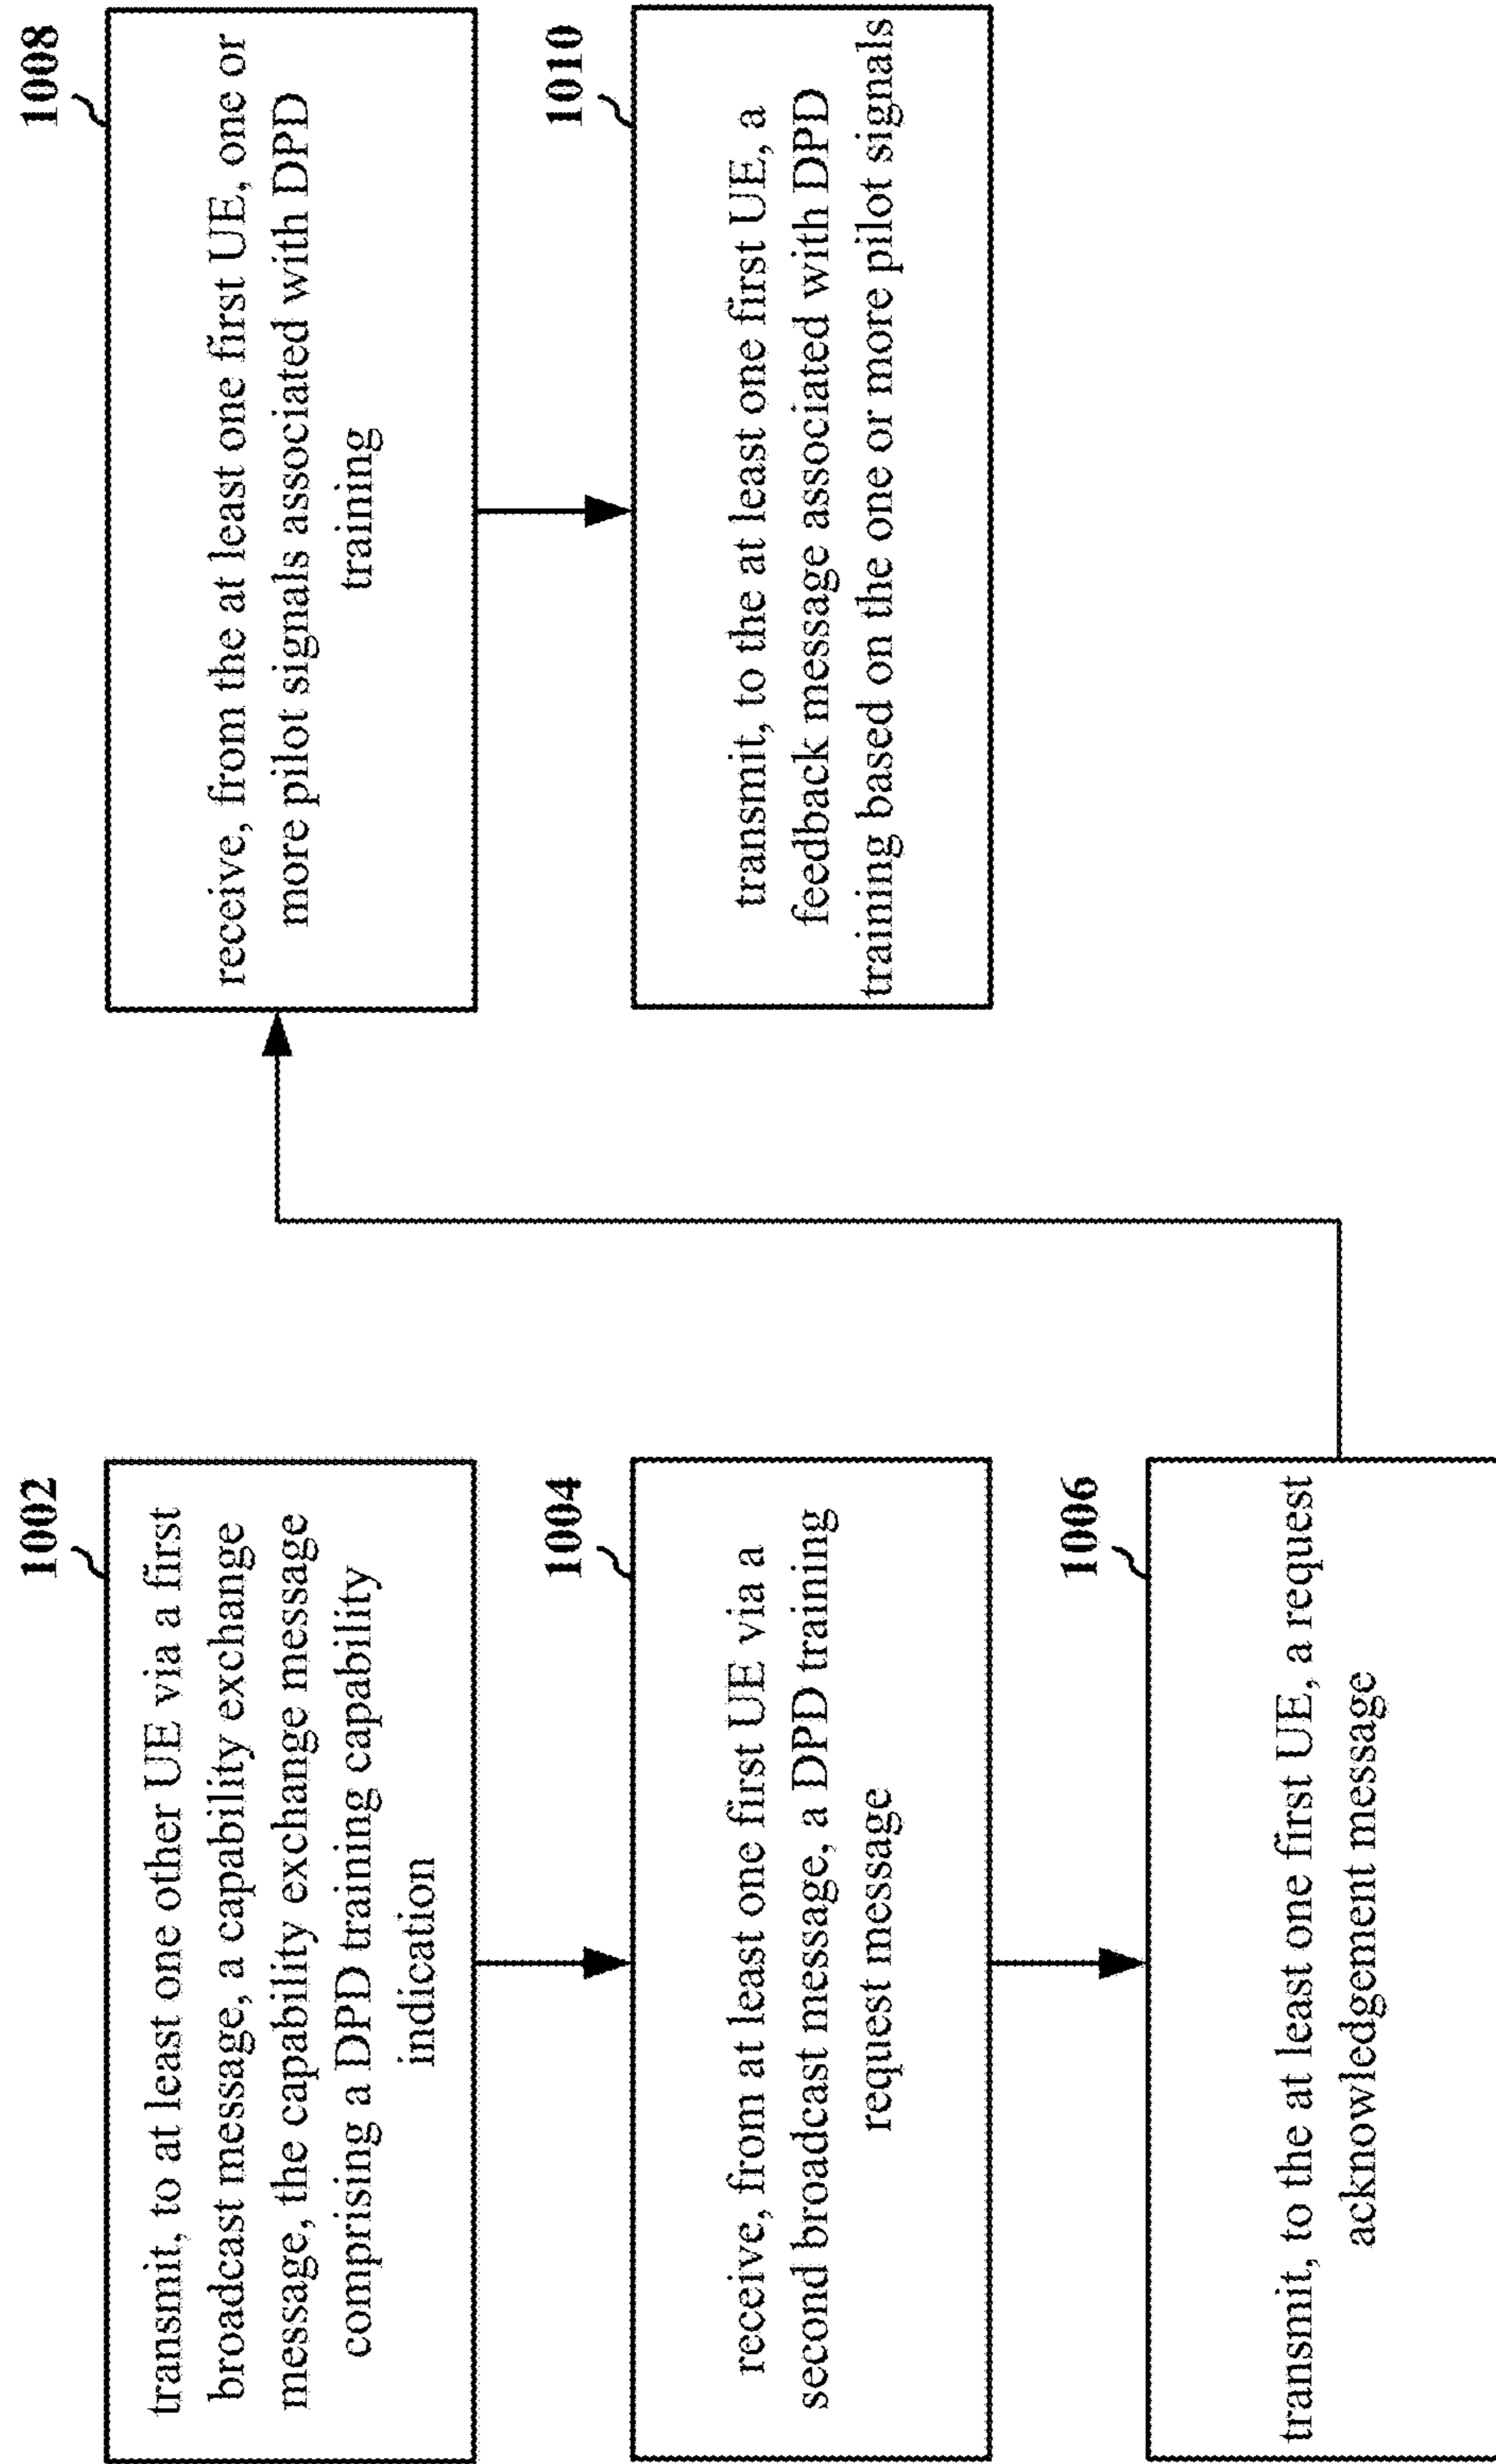 1002
transmit, to at least one other UE via a first
broadcast message, a capability exchange
message, the capability exchange message
comprising a DPD training capability
indication
1004
receive, from at least one first UE via a
second broadcast message, a DPD training
request message
1006
transmit, to the at least one first UE, a request
acknowledgement message
1008
receive, from the at least one first UE, one or
more pilot signals associated with DPD
training
1010
transmit, to the at least one first UE, a
feedback message associated with DPD
training based on the one or more pilot signals